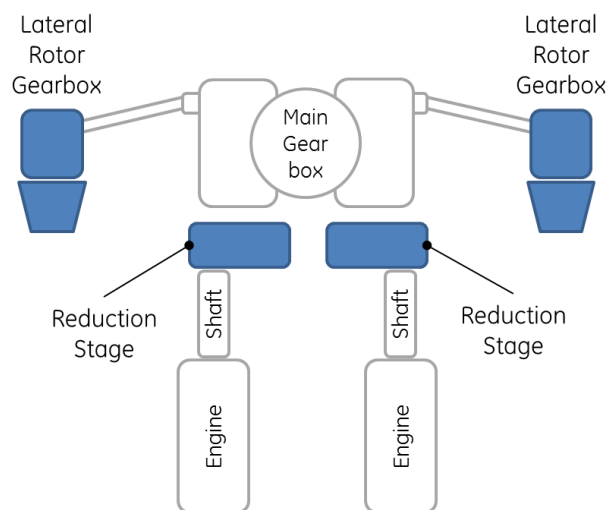 Lateral
Rotor
Gearbox
Lateral
Rotor
Gearbox
Main
Gear
box
Reduction
Stage
Reduction
Stage
Shaft
Shaft
Engine
Engine